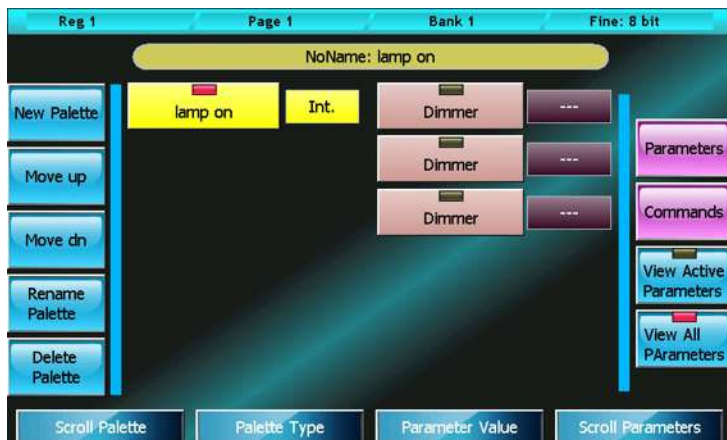 Reg 1 Page 1 Bank 1 Fine: 8 bit
NoName: lamp on
New Palette
Move up
Move dn
Rename
Palette
Delete
Palette
lamp on Int.
Dimmer ---
Dimmer ---
Dimmer ---
Parameters
Commands
View Active
Parameters
View All
PArameters
Scroll Palette Palette Type Parameter Value Scroll Parameters